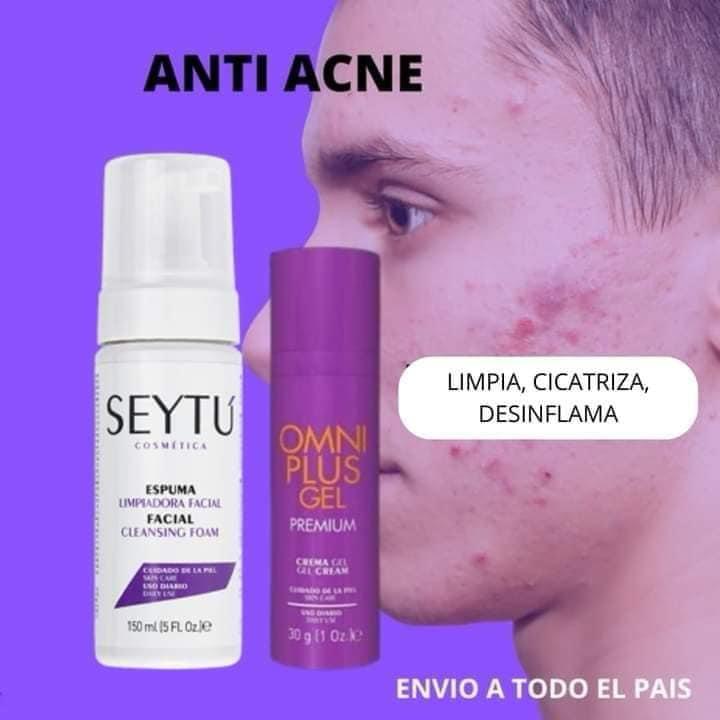 ANTI ACNE
SEYTÚ
COSMÉTICA
ESPUMA
LIMPIADORA FACIAL
FACIAL
CLEANSING FOAM
CUIDADO DE LA PIEL
SKIN CARE
USO DIARIO
DAILY USE
150 ml (5 FL Oz.)℮
OMNI
PLUS
GEL
PREMIUM
CREMA GEL
GEL CREAM
CUIDADO DE LA PIEL
SKIN CARE
USO DIARIO
DAILY USE
30 g (1 Oz.)℮
LIMPIA, CICATRIZA,
DESINFLAMA
ENVIO A TODO EL PAIS